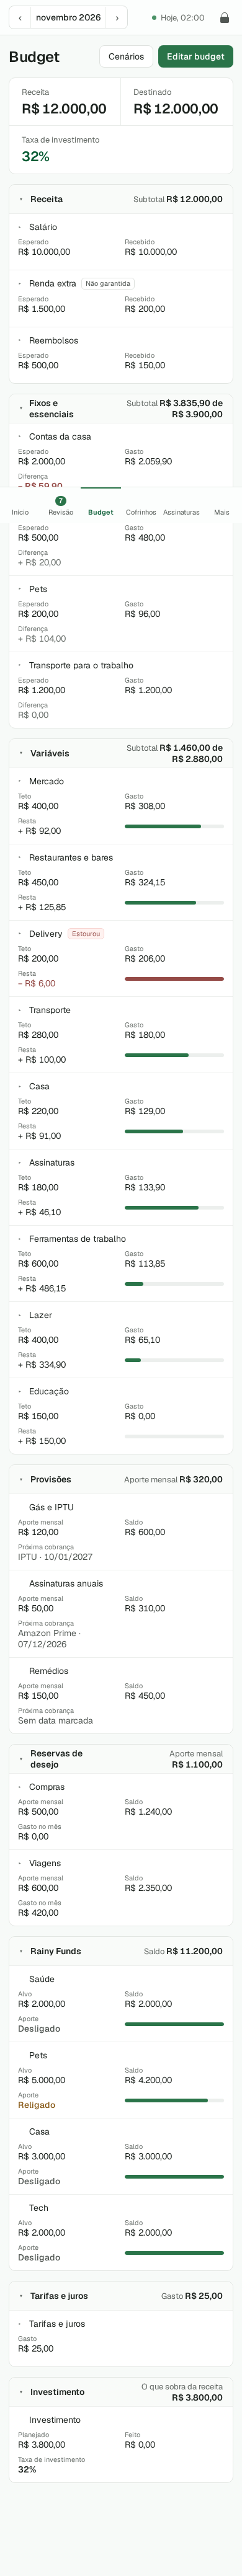 ‹ novembro 2026 › Hoje, 02:00
Budget Cenários Editar budget
Receita Destinado
R$ 12.000,00 R$ 12.000,00
Taxa de investimento
32%
Receita Subtotal R$ 12.000,00
Salário
Esperado Recebido
R$ 10.000,00 R$ 10.000,00
Renda extra Não garantida
Esperado Recebido
R$ 1.500,00 R$ 200,00
Reembolsos
Esperado Recebido
R$ 500,00 R$ 150,00
Fixos e essenciais Subtotal R$ 3.835,90 de R$ 3.900,00
Contas da casa
Esperado Gasto
R$ 2.000,00 R$ 2.059,90
Diferença
– R$ 59,90
7
Início Revisão Budget Cofrinhos Assinaturas Mais
Esperado Gasto
R$ 500,00 R$ 480,00
Diferença
+ R$ 20,00
Pets
Esperado Gasto
R$ 200,00 R$ 96,00
Diferença
+ R$ 104,00
Transporte para o trabalho
Esperado Gasto
R$ 1.200,00 R$ 1.200,00
Diferença
R$ 0,00
Variáveis Subtotal R$ 1.460,00 de R$ 2.880,00
Mercado
Teto Gasto
R$ 400,00 R$ 308,00
Resta
+ R$ 92,00
Restaurantes e bares
Teto Gasto
R$ 450,00 R$ 324,15
Resta
+ R$ 125,85
Delivery Estourou
Teto Gasto
R$ 200,00 R$ 206,00
Resta
– R$ 6,00
Transporte
Teto Gasto
R$ 280,00 R$ 180,00
Resta
+ R$ 100,00
Casa
Teto Gasto
R$ 220,00 R$ 129,00
Resta
+ R$ 91,00
Assinaturas
Teto Gasto
R$ 180,00 R$ 133,90
Resta
+ R$ 46,10
Ferramentas de trabalho
Teto Gasto
R$ 600,00 R$ 113,85
Resta
+ R$ 486,15
Lazer
Teto Gasto
R$ 400,00 R$ 65,10
Resta
+ R$ 334,90
Educação
Teto Gasto
R$ 150,00 R$ 0,00
Resta
+ R$ 150,00
Provisões Aporte mensal R$ 320,00
Gás e IPTU
Aporte mensal Saldo
R$ 120,00 R$ 600,00
Próxima cobrança
IPTU · 10/01/2027
Assinaturas anuais
Aporte mensal Saldo
R$ 50,00 R$ 310,00
Próxima cobrança
Amazon Prime ·
07/12/2026
Remédios
Aporte mensal Saldo
R$ 150,00 R$ 450,00
Próxima cobrança
Sem data marcada
Reservas de desejo Aporte mensal R$ 1.100,00
Compras
Aporte mensal Saldo
R$ 500,00 R$ 1.240,00
Gasto no mês
R$ 0,00
Viagens
Aporte mensal Saldo
R$ 600,00 R$ 2.350,00
Gasto no mês
R$ 420,00
Rainy Funds Saldo R$ 11.200,00
Saúde
Alvo Saldo
R$ 2.000,00 R$ 2.000,00
Aporte
Desligado
Pets
Alvo Saldo
R$ 5.000,00 R$ 4.200,00
Aporte
Religado
Casa
Alvo Saldo
R$ 3.000,00 R$ 3.000,00
Aporte
Desligado
Tech
Alvo Saldo
R$ 2.000,00 R$ 2.000,00
Aporte
Desligado
Tarifas e juros Gasto R$ 25,00
Tarifas e juros
Gasto
R$ 25,00
Investimento O que sobra da receita R$ 3.800,00
Investimento
Planejado Feito
R$ 3.800,00 R$ 0,00
Taxa de investimento
32%